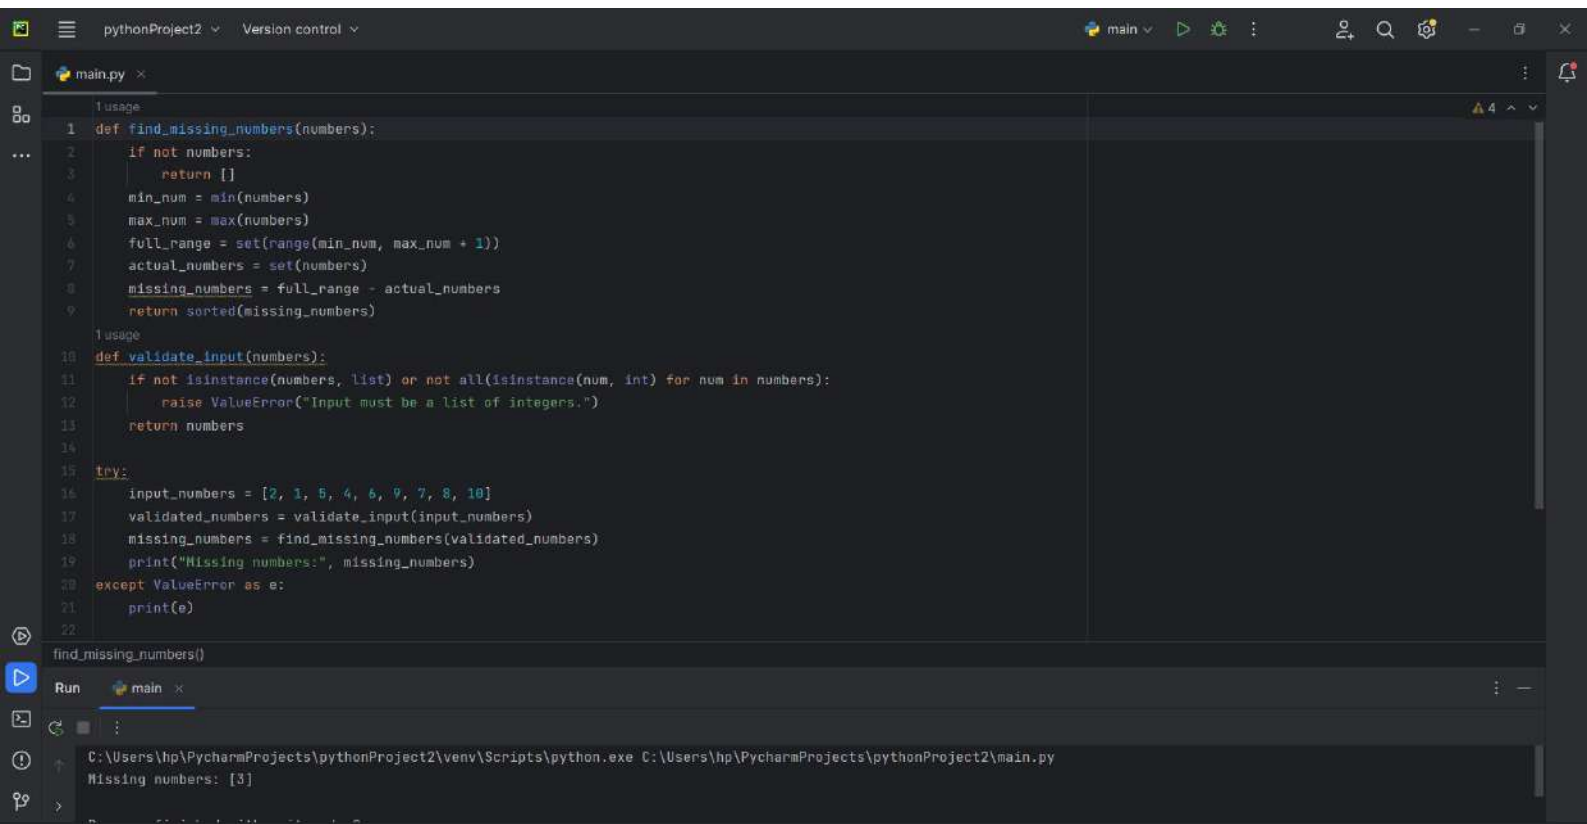 pythonProject2 Version control main
main.py
1 usage
4
1 def find_missing_numbers(numbers):
2 if not numbers:
3 return []
4 min_num = min(numbers)
5 max_num = max(numbers)
6 full_range = set(range(min_num, max_num + 1))
7 actual_numbers = set(numbers)
8 missing_numbers = full_range - actual_numbers
9 return sorted(missing_numbers)
1 usage
10 def validate_input(numbers):
11 if not isinstance(numbers, list) or not all(isinstance(num, int) for num in numbers):
12 raise ValueError("Input must be a list of integers.")
13 return numbers
14
15 try:
16 input_numbers = [2, 1, 5, 4, 6, 9, 7, 8, 10]
17 validated_numbers = validate_input(input_numbers)
18 missing_numbers = find_missing_numbers(validated_numbers)
19 print("Missing numbers:", missing_numbers)
20 except ValueError as e:
21 print(e)
22
find_missing_numbers()
Run main
C:\Users\hp\PycharmProjects\pythonProject2\venv\Scripts\python.exe C:\Users\hp\PycharmProjects\pythonProject2\main.py
Missing numbers: [3]